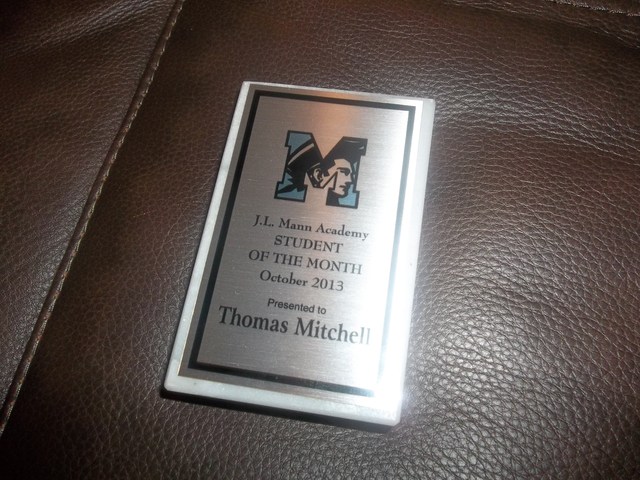 M
J.L. Mann Academy
STUDENT
OF THE MONTH
October 2013
Presented to
Thomas Mitchell